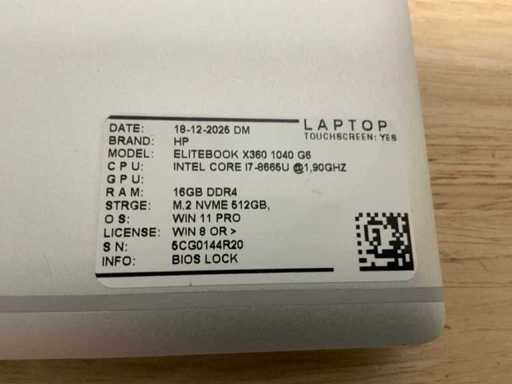 LAPTOP
TOUCHSCREEN: YES
DATE: 18-12-2025 DM
BRAND: HP
MODEL: ELITEBOOK X360 1040 G6
CPU: INTEL CORE I7-8665U @1,90GHZ
GPU:
RAM: 16GB DDR4
STRGE: M.2 NVME 512GB,
OS: WIN 11 PRO
LICENSE: WIN 8 OR >
SN: 5CG0144R20
INFO: BIOS LOCK